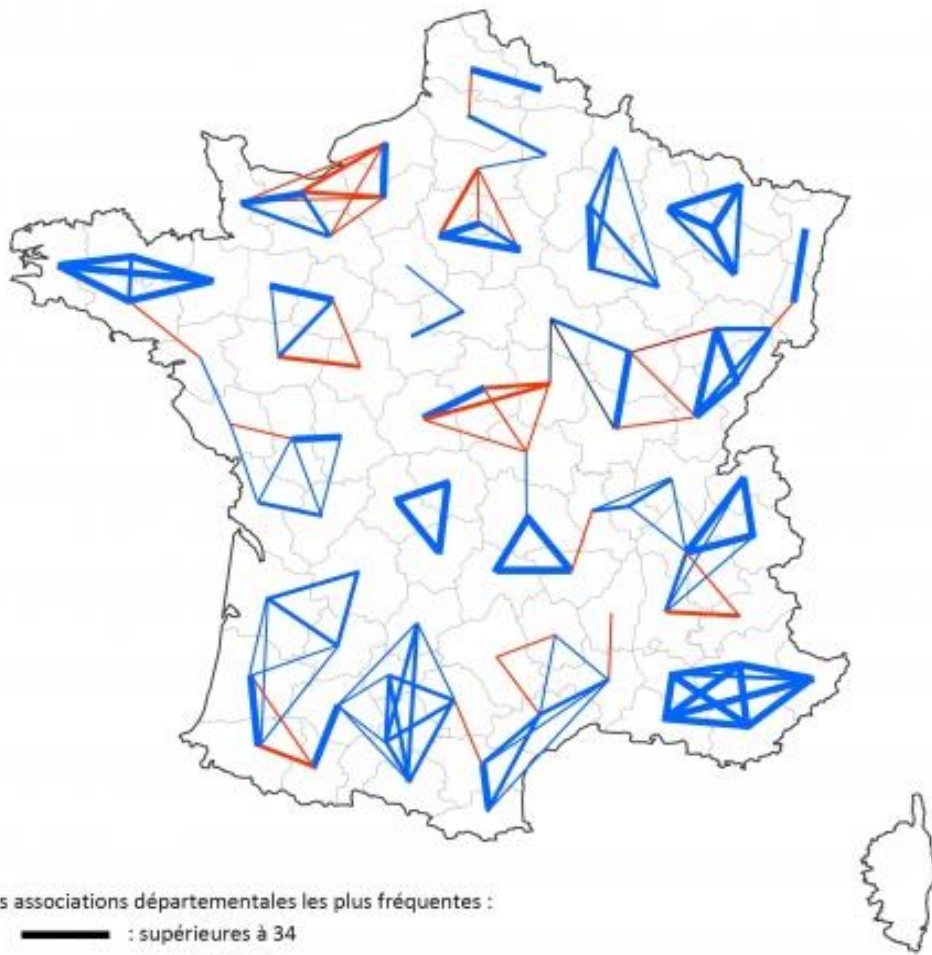 s associations départementales les plus fréquentes :
: supérieures à 34